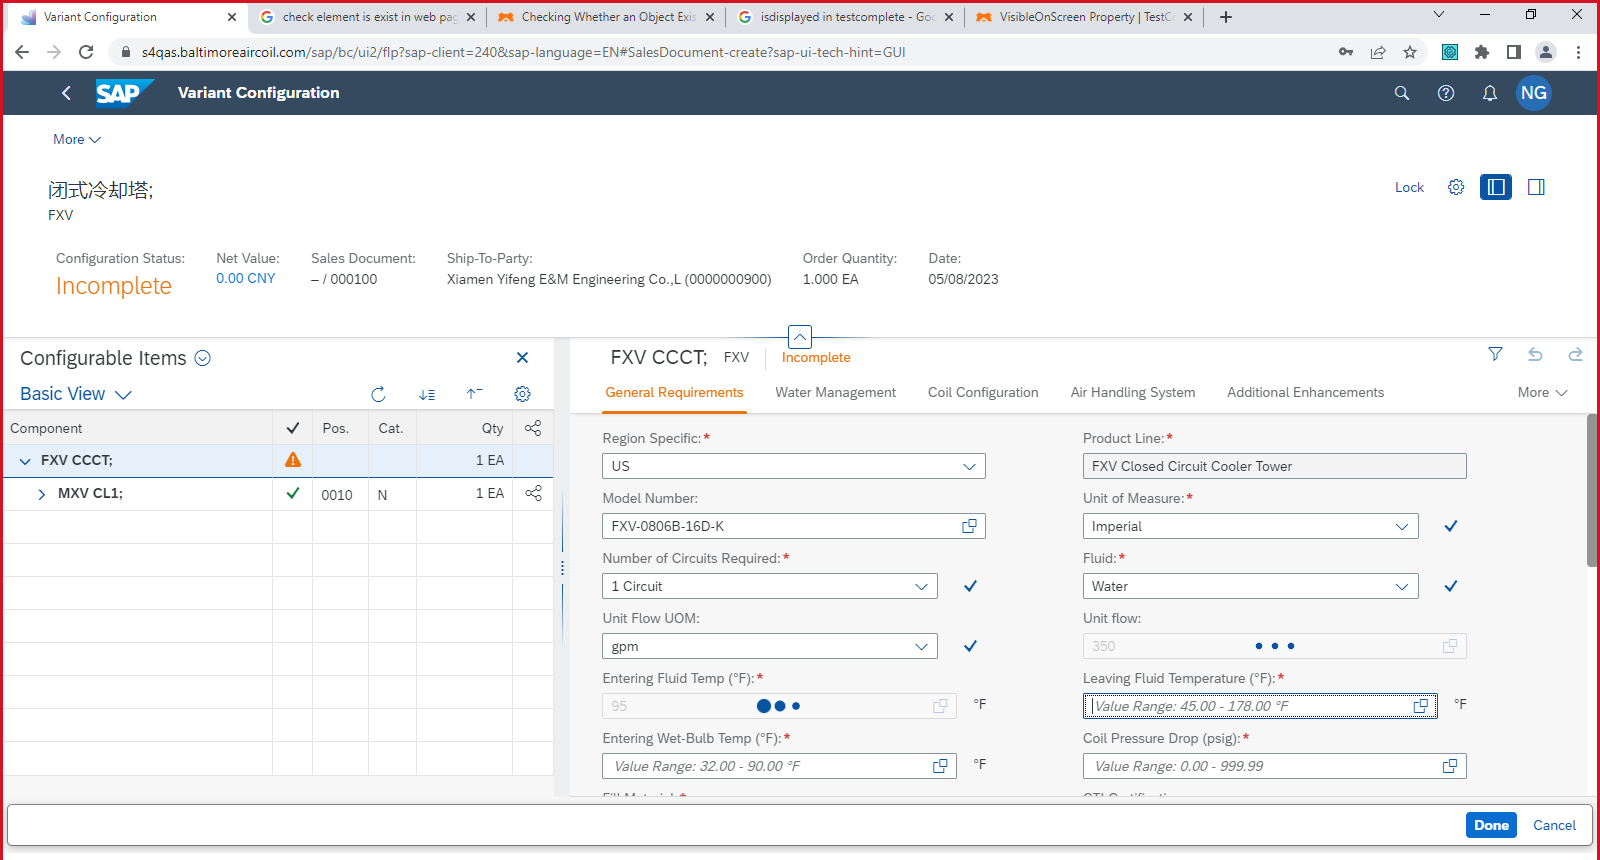 Variant Configuration
check element is exist in web pag
Checking Whether an Object Exis
isdisplayed in testcomplete - Goo
VisibleOnScreen Property | TestCo
s4qas.baltimoreaircoil.com/sap/bc/ui2/flp?sap-client=240&sap-language=EN#SalesDocument-create?sap-ui-tech-hint=GUI
SAP Variant Configuration NG
More
闭式冷却塔;
Lock
FXV
Configuration Status: Net Value: Sales Document: Ship-To-Party: Order Quantity: Date:
Incomplete 0.00 CNY – / 000100 Xiamen Yifeng E&M Engineering Co.,L (0000000900) 1.000 EA 05/08/2023
Configurable Items
Basic View
Component Pos. Cat. Qty
FXV CCCT; 1 EA
MXV CL1; 0010 N 1 EA
FXV CCCT; FXV Incomplete
General Requirements Water Management Coil Configuration Air Handling System Additional Enhancements More
Region Specific:* Product Line:*
US FXV Closed Circuit Cooler Tower
Model Number: Unit of Measure:*
FXV-0806B-16D-K Imperial
Number of Circuits Required:* Fluid:*
1 Circuit Water
Unit Flow UOM: Unit flow:
gpm 350
Entering Fluid Temp (°F):* Leaving Fluid Temperature (°F):*
95 °F Value Range: 45.00 - 178.00 °F °F
Entering Wet-Bulb Temp (°F):* Coil Pressure Drop (psig):*
Value Range: 32.00 - 90.00 °F °F Value Range: 0.00 - 999.99
Done Cancel